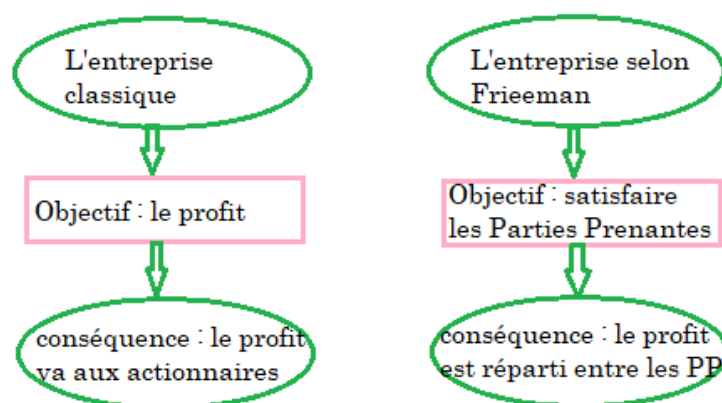 L'entreprise
classique
Objectif : le profit
conséquence : le profit
va aux actionnaires
L'entreprise selon
Frieeman
Objectif : satisfaire
les Parties Prenantes
conséquence : le profit
est réparti entre les PP